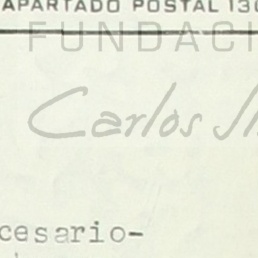 APARTADO POSTAL 130
FUNDACI
Carlos
cesario-